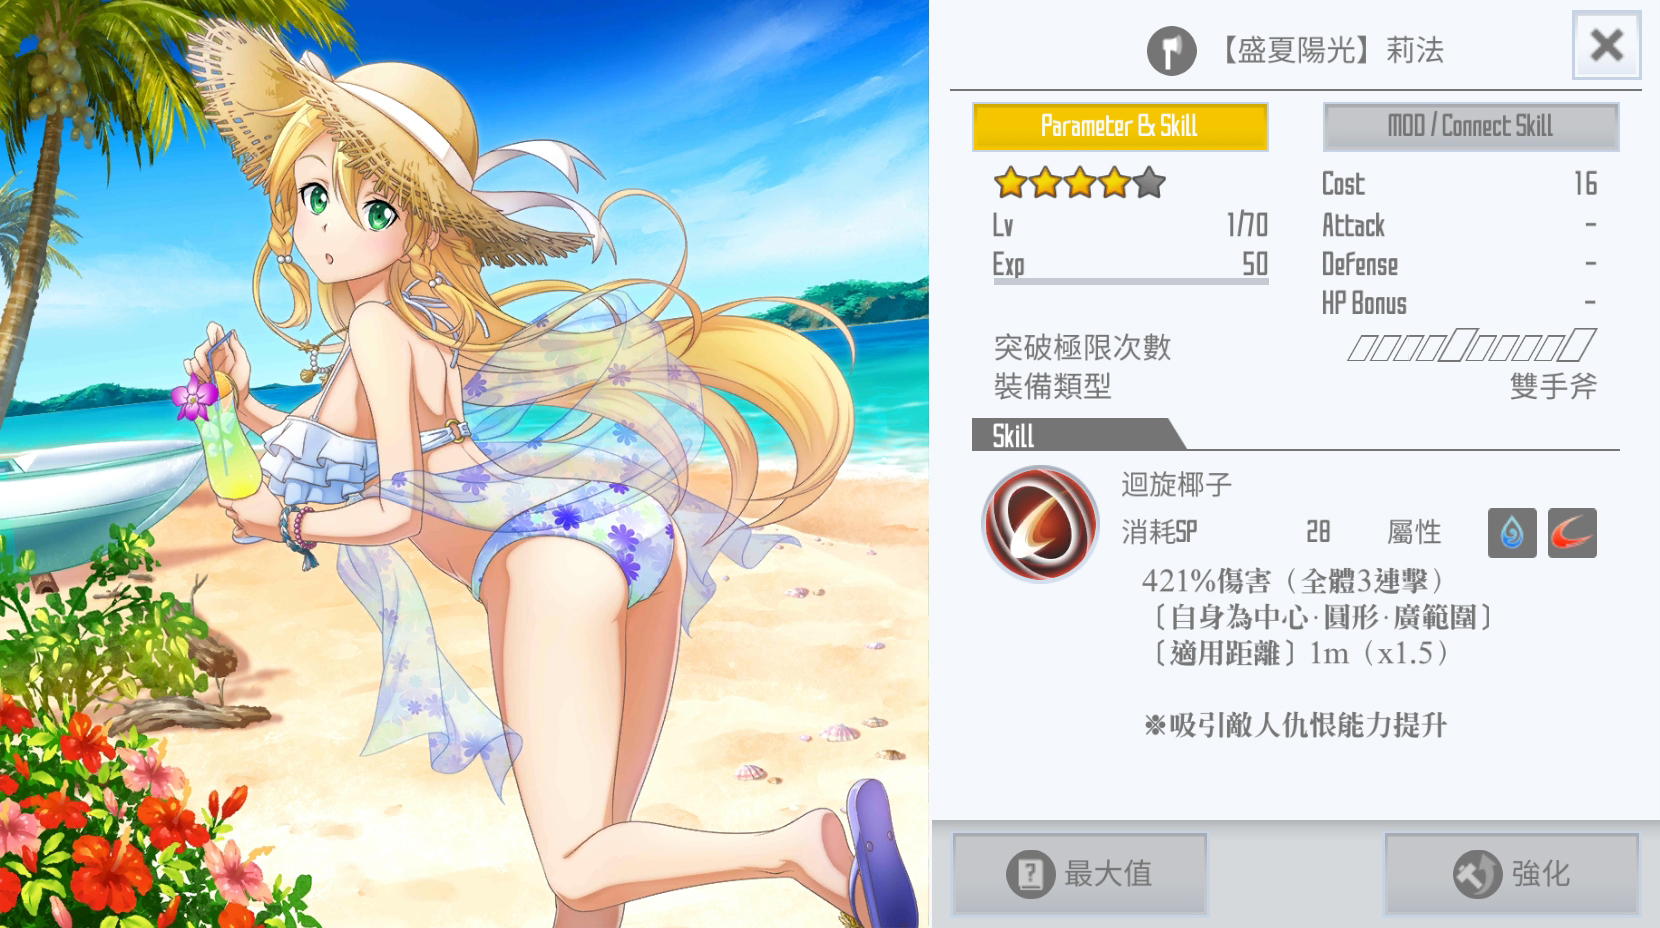 【盛夏陽光】莉法
Parameter & Skill
MOD / Connect Skill
Lv 1/70
Exp 50
Cost 16
Attack -
Defense -
HP Bonus -
突破極限次數
裝備類型 雙手斧
Skill
迴旋椰子
消耗SP 28 屬性
421%傷害（全體3連擊）
〔自身為中心·圓形·廣範圍〕
〔適用距離〕1m（x1.5）
※吸引敵人仇恨能力提升
最大值
強化